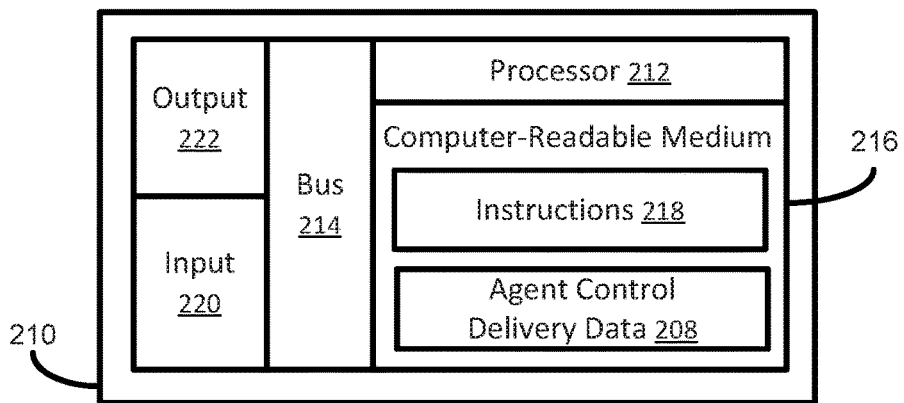 Output
222
Input
220
Bus
214
Processor 212
Computer-Readable Medium
Instructions 218
Agent Control
Delivery Data 208
216
210